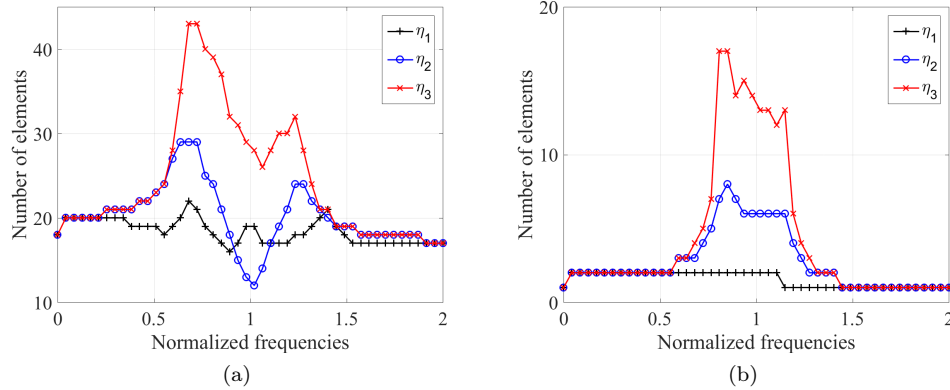 40
30
20
10
0
0.5
1
1.5
2
Number of elements
Normalized frequencies
η1
η2
η3
(a)
20
10
0
0
0.5
1
1.5
2
Number of elements
Normalized frequencies
η1
η2
η3
(b)